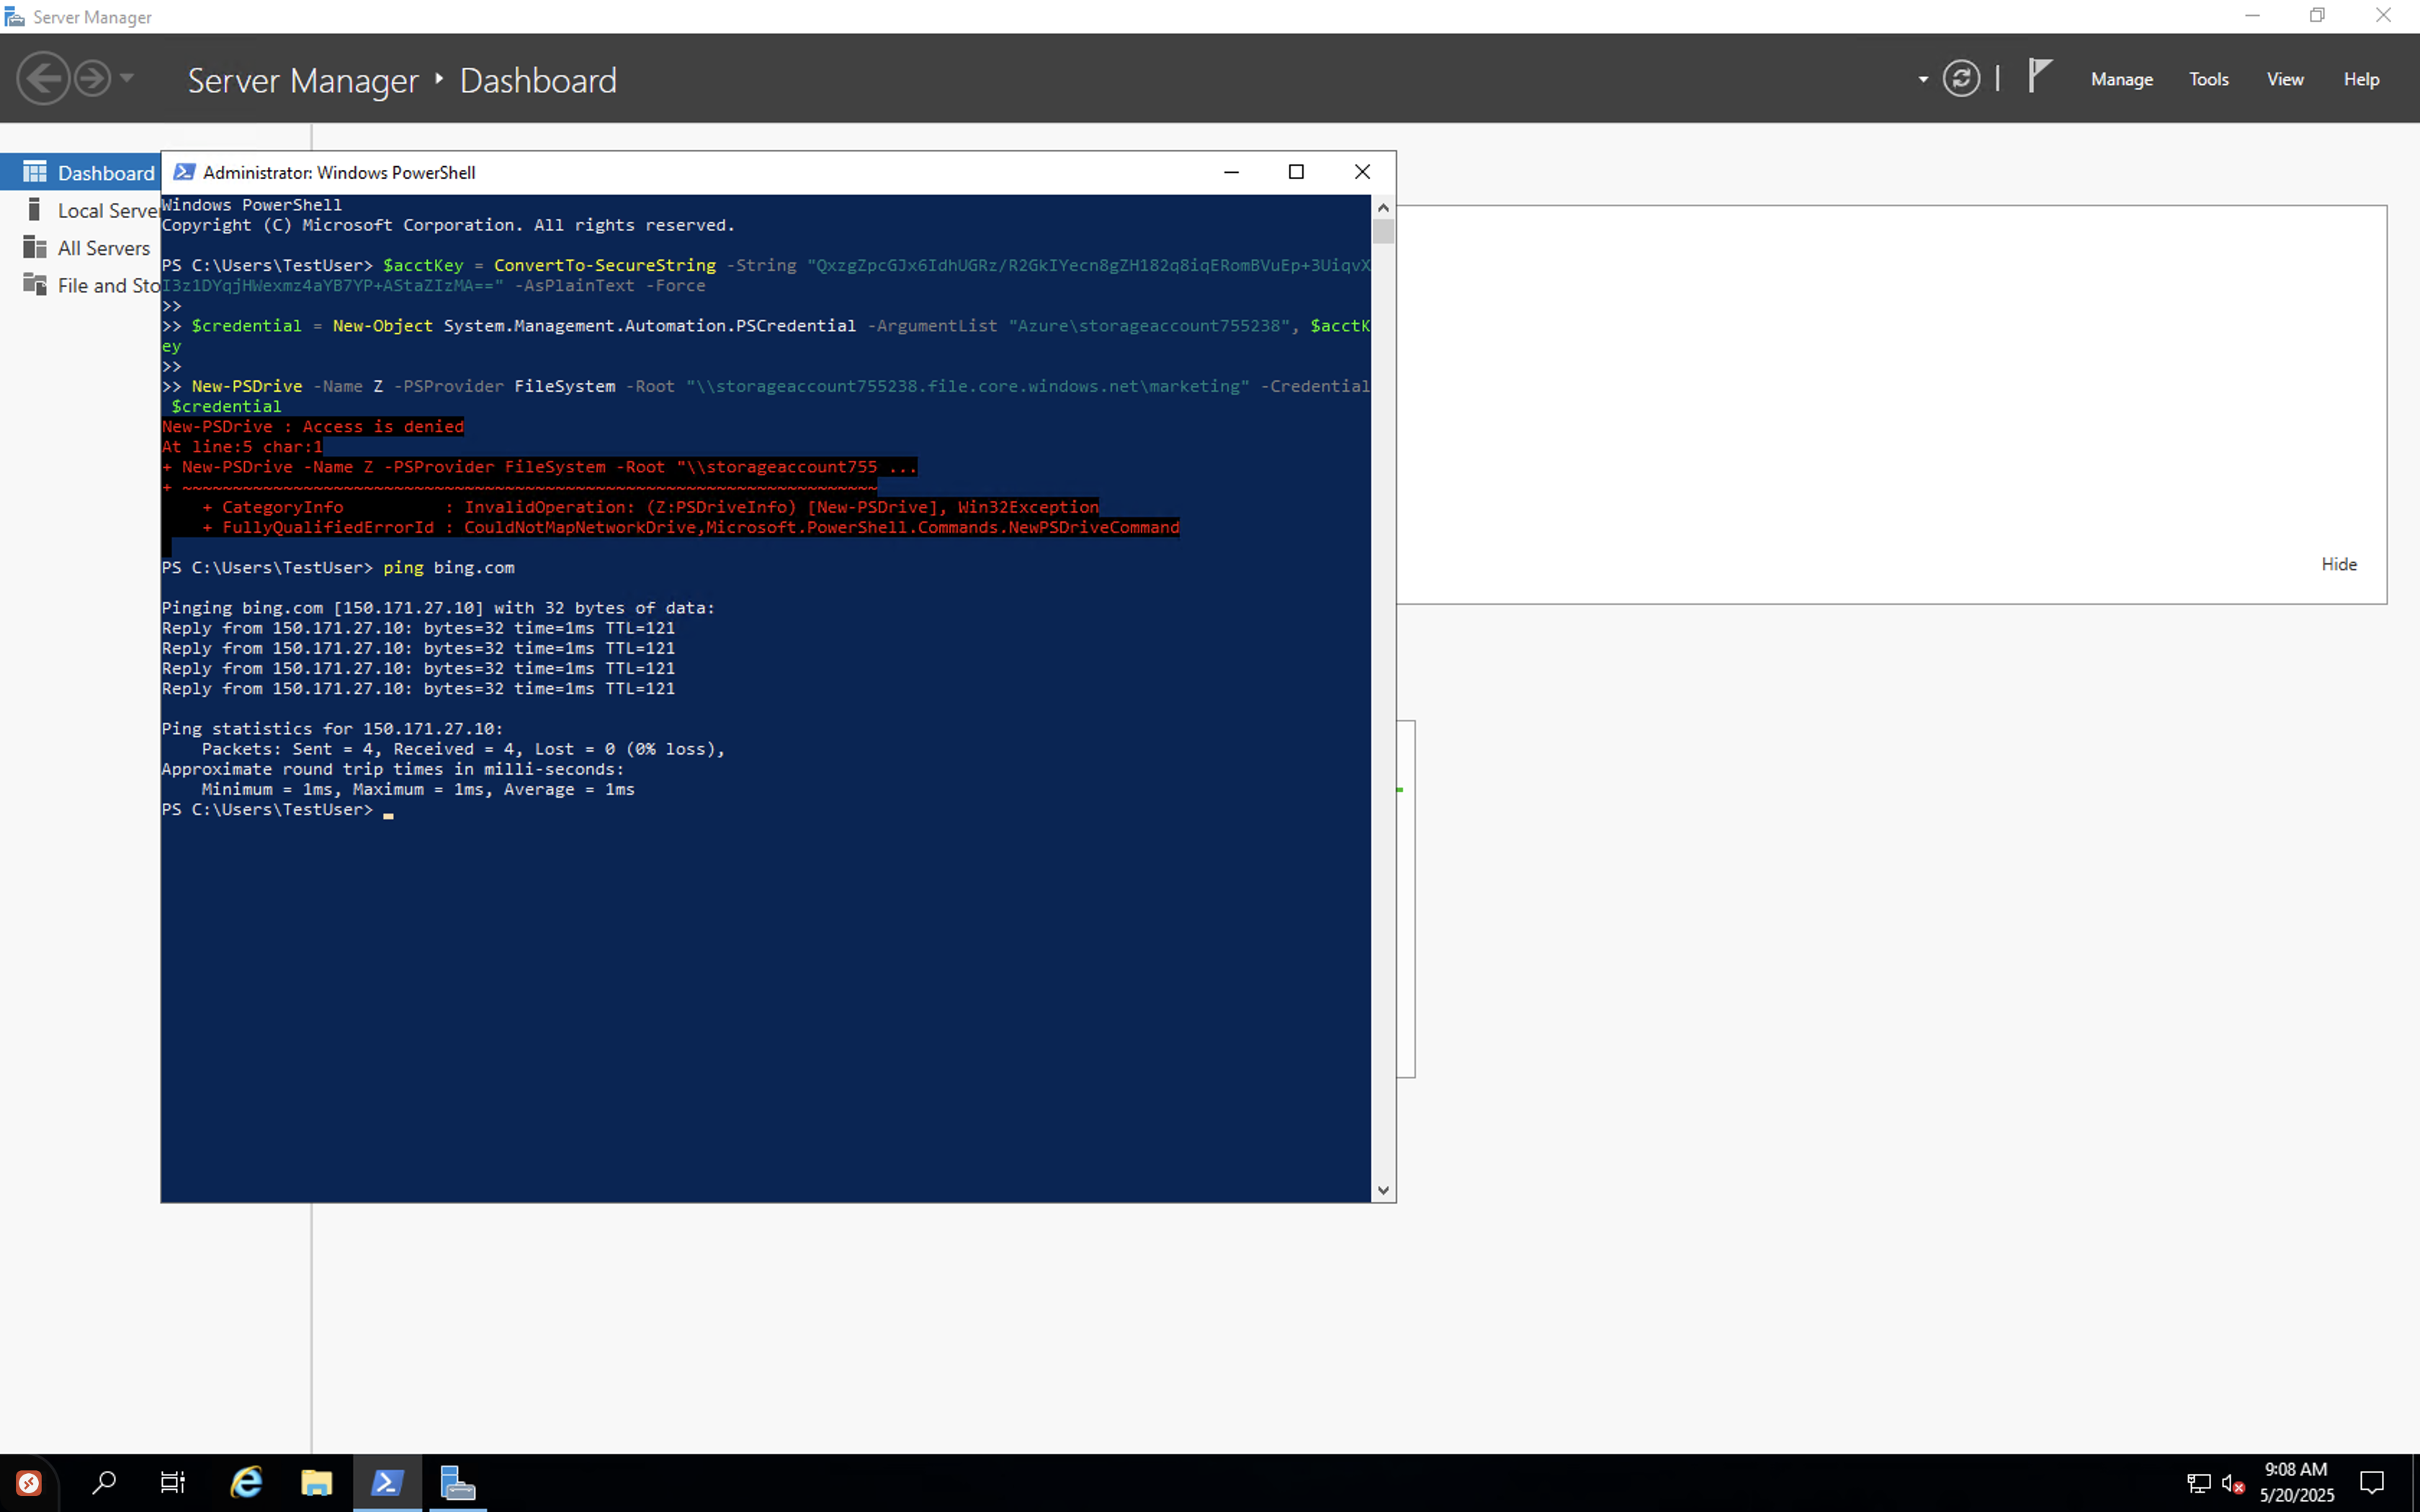 Server Manager
Server Manager ‣ Dashboard
Manage Tools View Help
Dashboard
Local Server
All Servers
File and Sto
Administrator: Windows PowerShell
Windows PowerShell
Copyright (C) Microsoft Corporation. All rights reserved.
PS C:\Users\TestUser> $acctKey = ConvertTo-SecureString -String "QxzgZpcGJx6IdhUGRz/R2GkIYecn8gZH182q8iqERomBVuEp+3UiqvX
I3z1DYqjHWexmz4aYB7YP+AStaZIzMA==" -AsPlainText -Force
>>
>> $credential = New-Object System.Management.Automation.PSCredential -ArgumentList "Azure\storageaccount755238", $acctK
ey
>>
>> New-PSDrive -Name Z -PSProvider FileSystem -Root "\\storageaccount755238.file.core.windows.net\marketing" -Credential
$credential
New-PSDrive : Access is denied
At line:5 char:1
+ New-PSDrive -Name Z -PSProvider FileSystem -Root "\\storageaccount755 ...
+ ~~~~~~~~~~~~~~~~~~~~~~~~~~~~~~~~~~~~~~~~~~~~~~~~~~~~~~~~~~~~~~~~~~~~~
+ CategoryInfo : InvalidOperation: (Z:PSDriveInfo) [New-PSDrive], Win32Exception
+ FullyQualifiedErrorId : CouldNotMapNetworkDrive,Microsoft.PowerShell.Commands.NewPSDriveCommand
PS C:\Users\TestUser> ping bing.com
Pinging bing.com [150.171.27.10] with 32 bytes of data:
Reply from 150.171.27.10: bytes=32 time=1ms TTL=121
Reply from 150.171.27.10: bytes=32 time=1ms TTL=121
Reply from 150.171.27.10: bytes=32 time=1ms TTL=121
Reply from 150.171.27.10: bytes=32 time=1ms TTL=121
Ping statistics for 150.171.27.10:
Packets: Sent = 4, Received = 4, Lost = 0 (0% loss),
Approximate round trip times in milli-seconds:
Minimum = 1ms, Maximum = 1ms, Average = 1ms
PS C:\Users\TestUser>
Hide
9:08 AM
5/20/2025